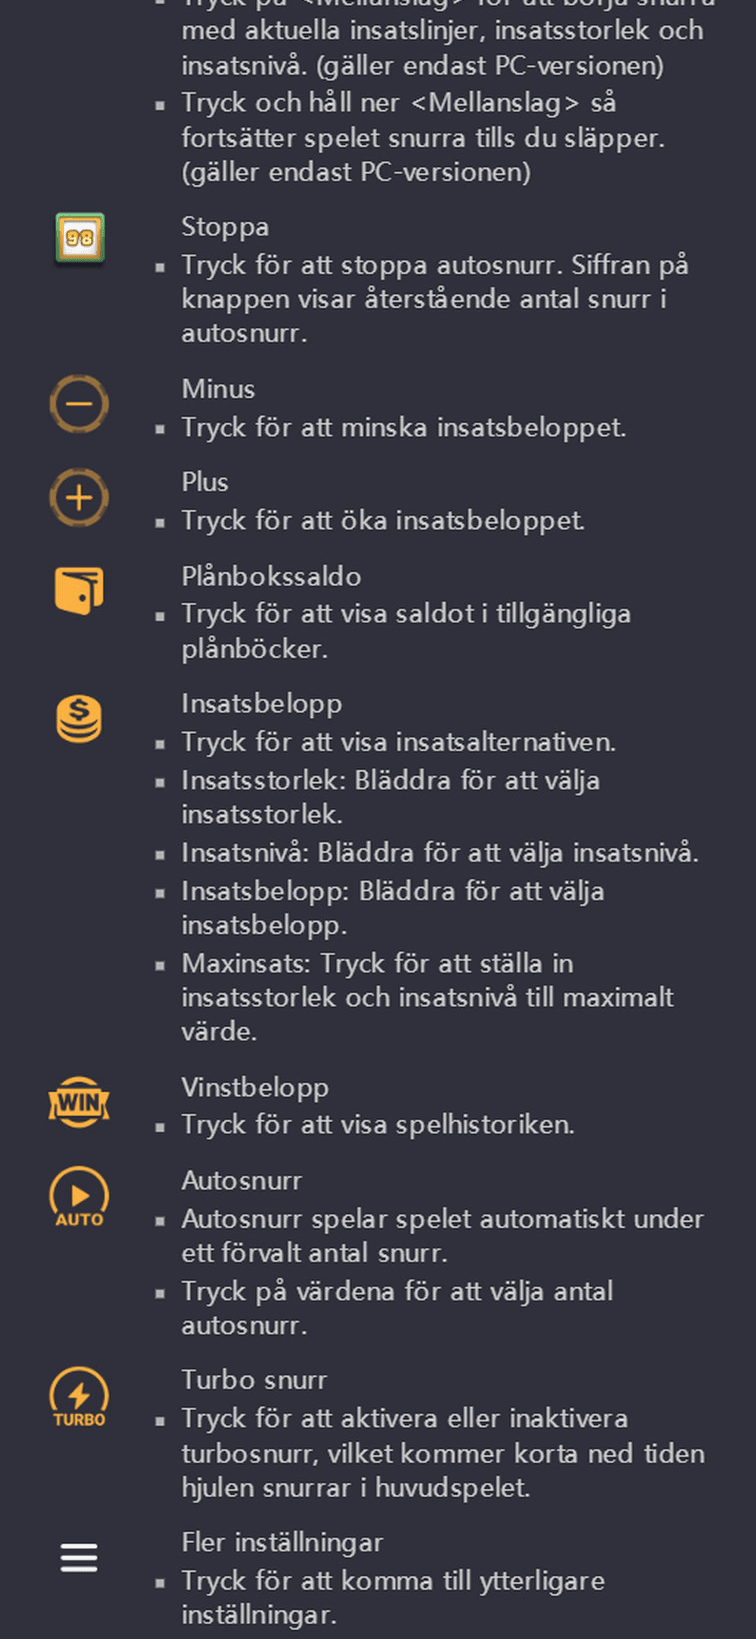 Tryck på <Mellanslag> för att börja snurra
med aktuella insatslinjer, insatsstorlek och
insatsnivå. (gäller endast PC-versionen)
▪ Tryck och håll ner <Mellanslag> så
fortsätter spelet snurra tills du släpper.
(gäller endast PC-versionen)
98
Stoppa
▪ Tryck för att stoppa autosnurr. Siffran på
knappen visar återstående antal snurr i
autosnurr.
Minus
▪ Tryck för att minska insatsbeloppet.
Plus
▪ Tryck för att öka insatsbeloppet.
Plånbokssaldo
▪ Tryck för att visa saldot i tillgängliga
plånböcker.
$
Insatsbelopp
▪ Tryck för att visa insatsalternativen.
▪ Insatsstorlek: Bläddra för att välja
insatsstorlek.
▪ Insatsnivå: Bläddra för att välja insatsnivå.
▪ Insatsbelopp: Bläddra för att välja
insatsbelopp.
▪ Maxinsats: Tryck för att ställa in
insatsstorlek och insatsnivå till maximalt
värde.
WIN
Vinstbelopp
▪ Tryck för att visa spelhistoriken.
AUTO
Autosnurr
▪ Autosnurr spelar spelet automatiskt under
ett förvalt antal snurr.
▪ Tryck på värdena för att välja antal
autosnurr.
TURBO
Turbo snurr
▪ Tryck för att aktivera eller inaktivera
turbosnurr, vilket kommer korta ned tiden
hjulen snurrar i huvudspelet.
Fler inställningar
▪ Tryck för att komma till ytterligare
inställningar.